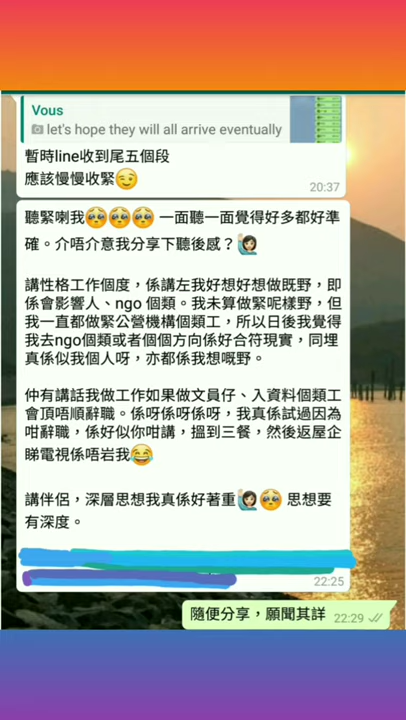 Vous
let's hope they will all arrive eventually
暫時line收到尾五個段
應該慢慢收緊😉
20:37
聽緊喇我🥺🥺🥺 一面聽一面覺得好多都好準
確。介唔介意我分享下聽後感？🙋🏻‍♀️
講性格工作個度，係講左我好想好想做既野，即
係會影響人、ngo 個類。我未算做緊呢樣野，但
我一直都做緊公營機構個類工，所以日後我覺得
我去ngo個類或者個個方向係好合符現實，同埋
真係似我個人呀，亦都係我想嘅野。
仲有講話我做工作如果做文員仔、入資料個類工
會頂唔順辭職。係呀係呀係呀，我真係試過因為
咁辭職，係好似你咁講，搵到三餐，然後返屋企
睇電視係唔岩我😂
講伴侶，深層思想我真係好著重🙋🏻‍♀️🥺 思想要
有深度。
22:25
隨便分享，願聞其詳
22:29